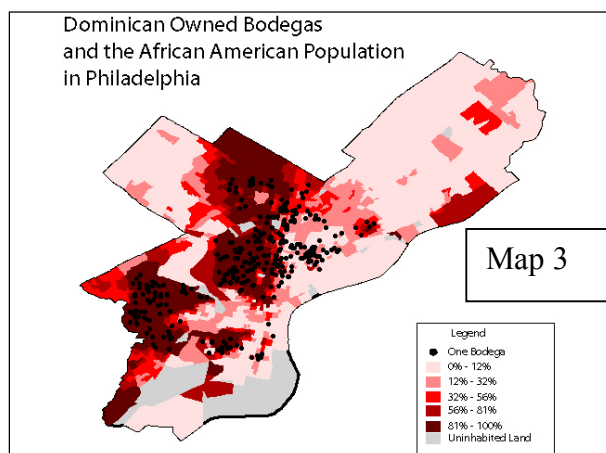 Dominican Owned Bodegas
and the African American Population
in Philadelphia
Map 3
Legend
One Bodega
0% - 12%
12% - 32%
32% - 56%
56% - 81%
81% - 100%
Uninhabited Land